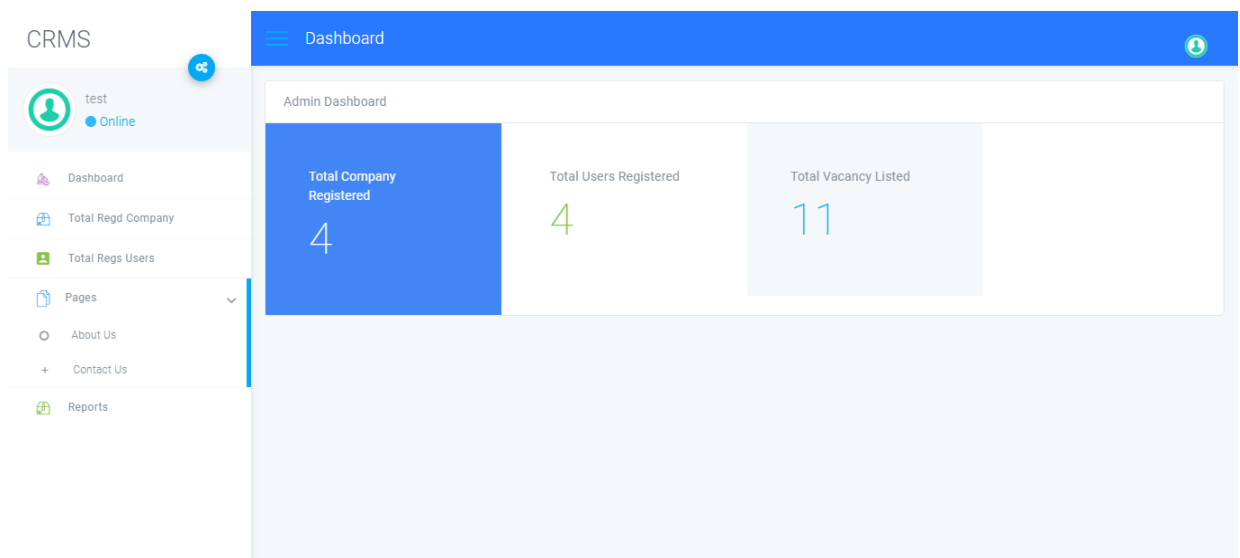 CRMS
Dashboard
test
Online
Dashboard
Total Regd Company
Total Regs Users
Pages
About Us
Contact Us
Reports
Admin Dashboard
Total Company
Registered
4
Total Users Registered
4
Total Vacancy Listed
11